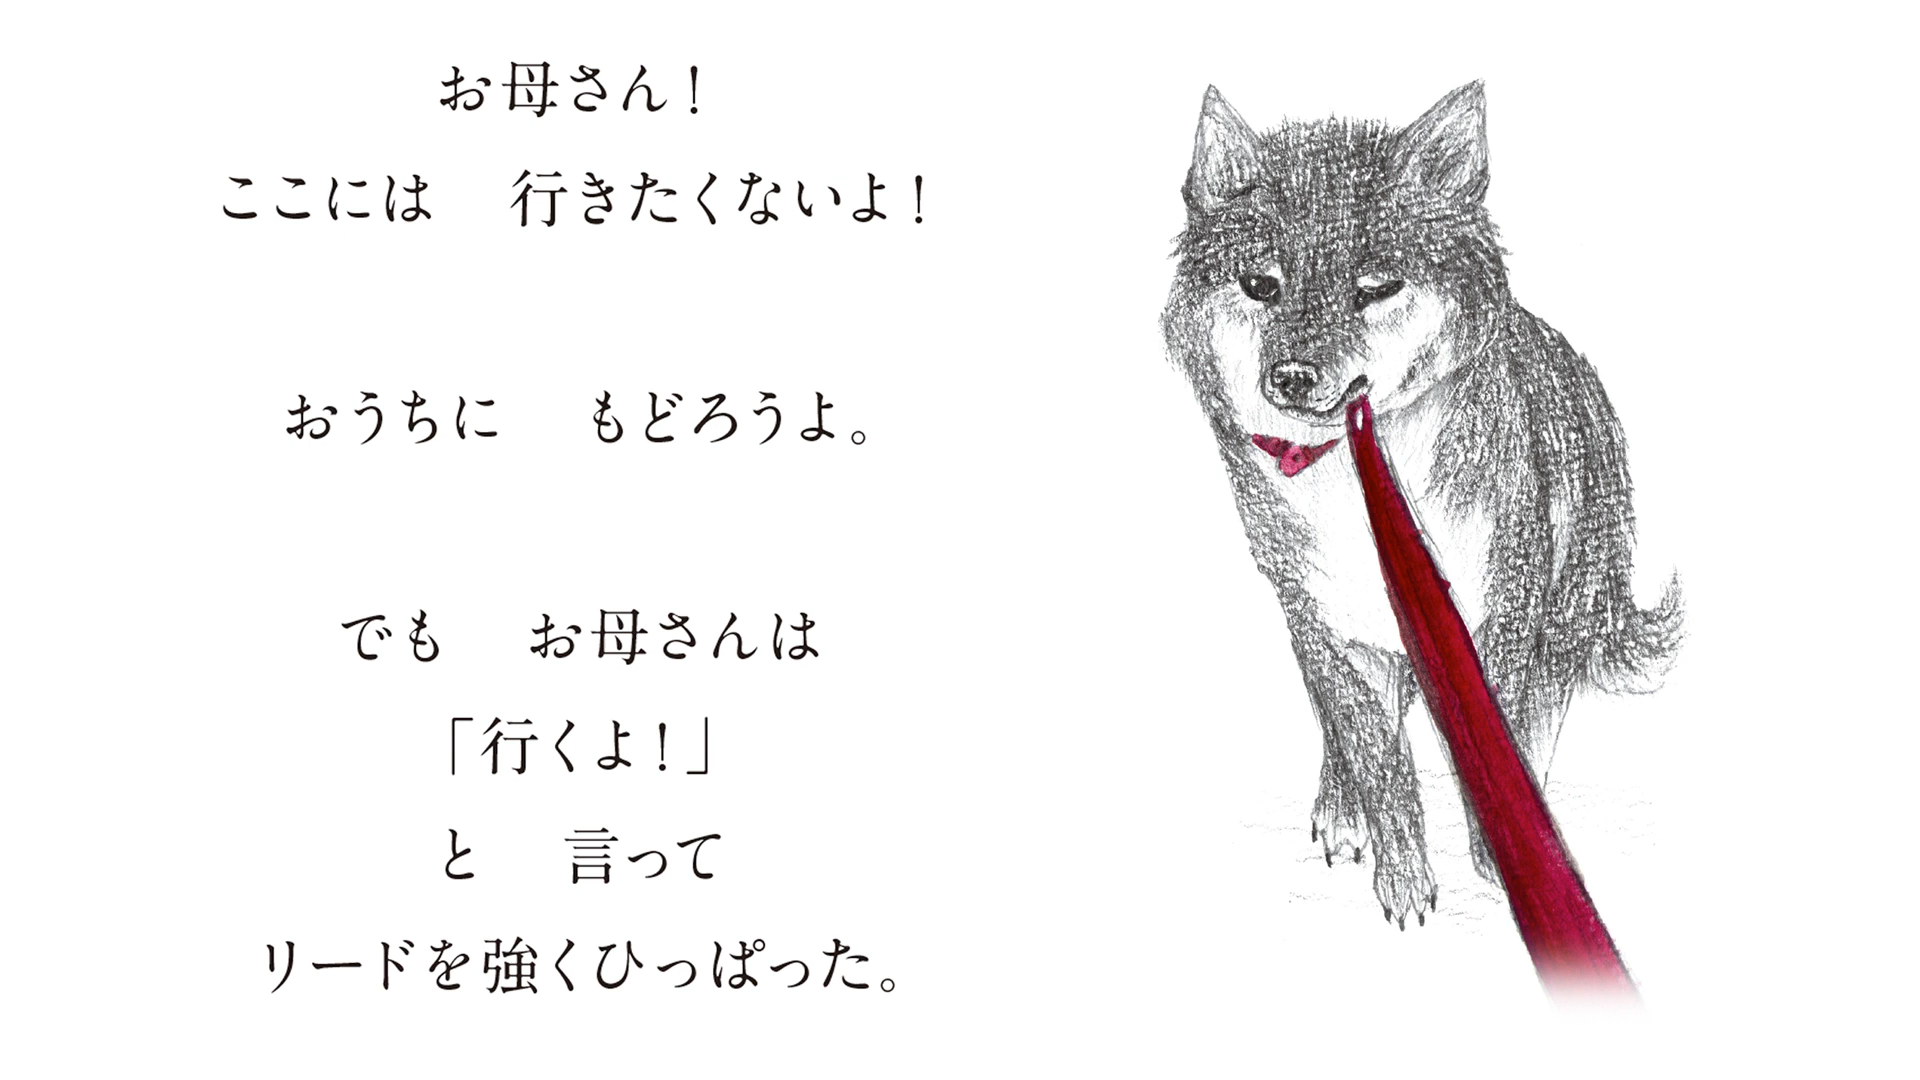 お母さん！
ここには　行きたくないよ！
おうちに　もどろうよ。
でも　お母さんは
「行くよ！」
と　言って
リードを強くひっぱった。